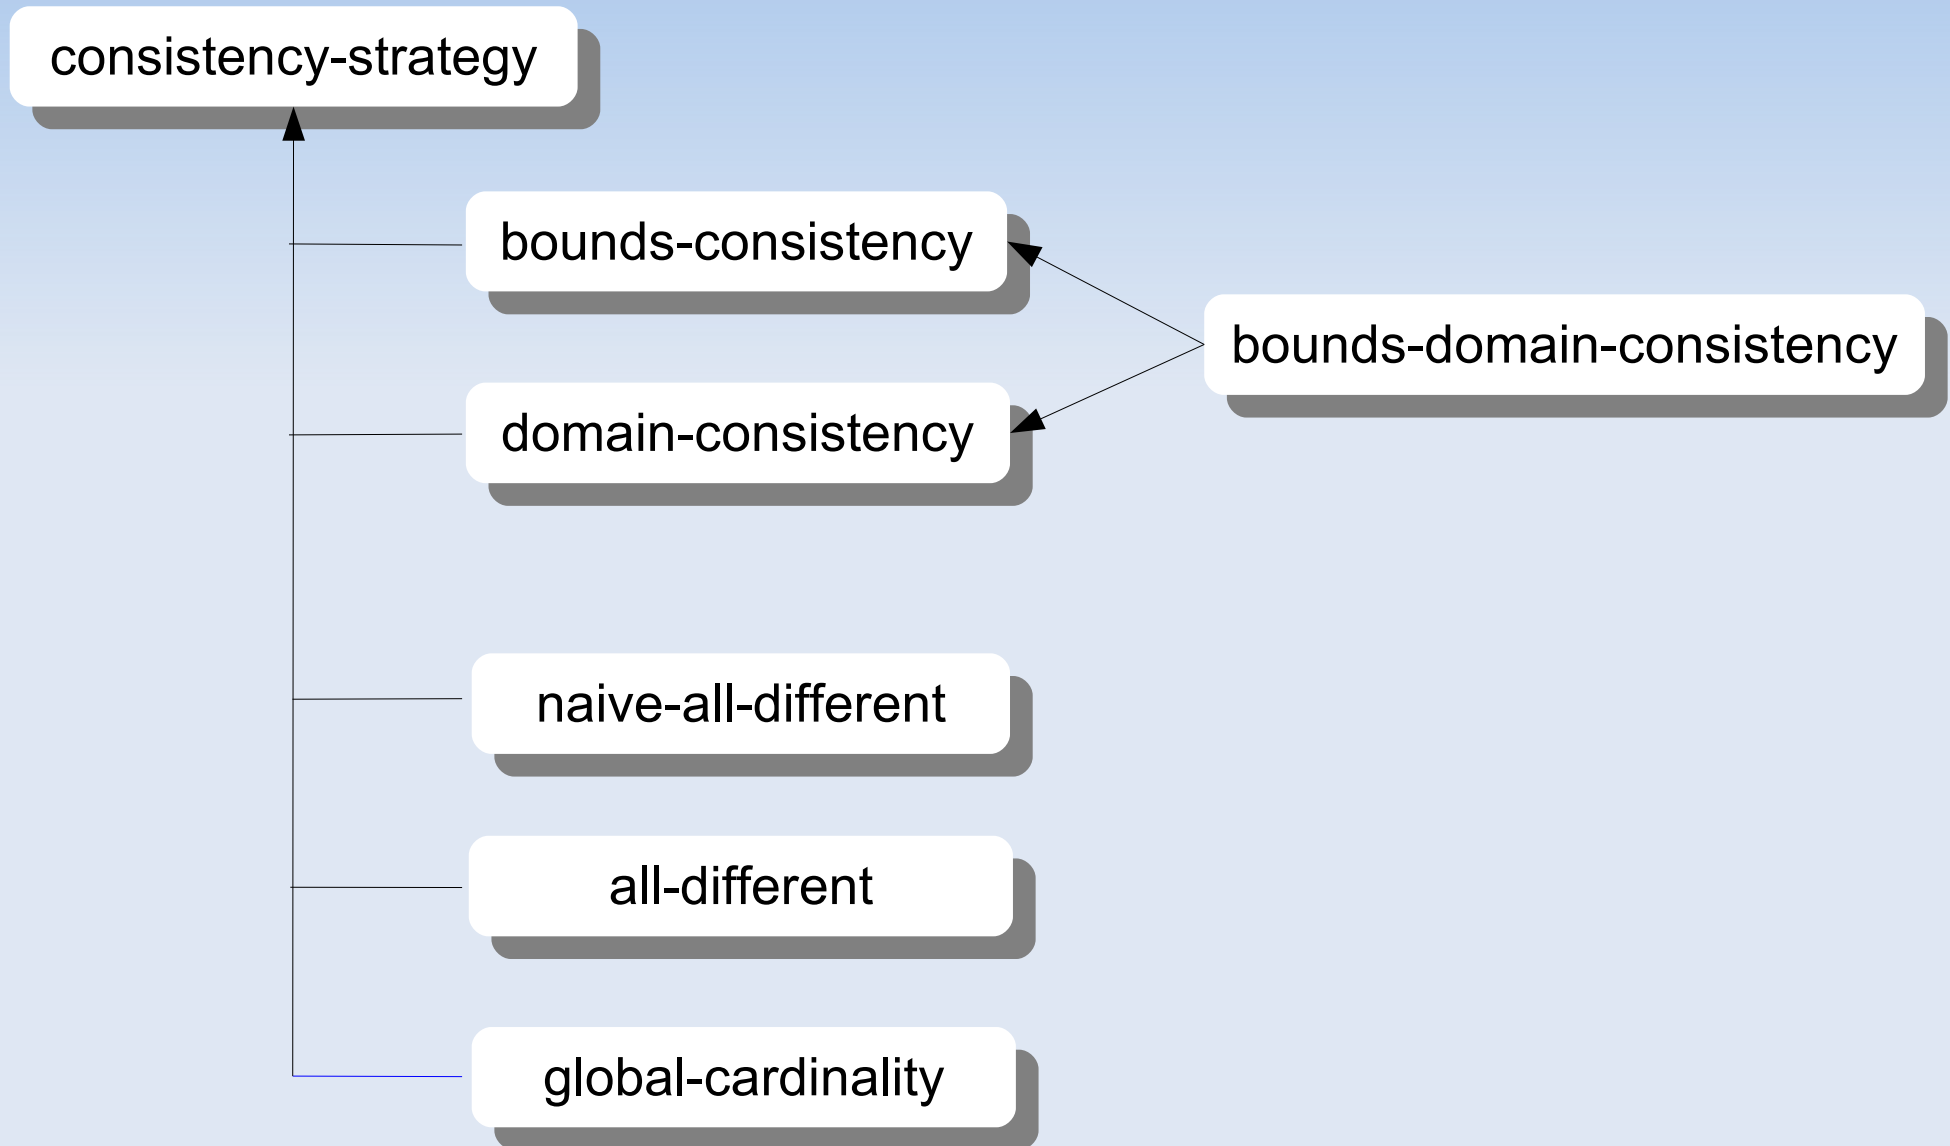 consistency-strategy
bounds-consistency
bounds-domain-consistency
domain-consistency
naive-all-different
all-different
global-cardinality